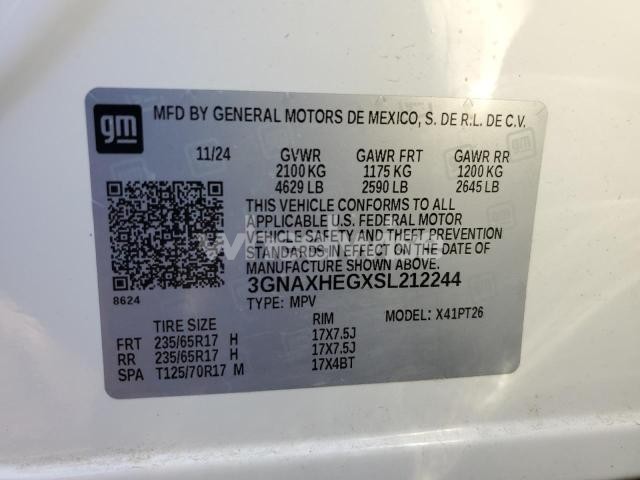 gm
MFD BY GENERAL MOTORS DE MEXICO, S. DE R.L. DE C.V.
11/24 GVWR GAWR FRT GAWR RR
2100 KG 1175 KG 1200 KG
4629 LB 2590 LB 2645 LB
THIS VEHICLE CONFORMS TO ALL
APPLICABLE U.S. FEDERAL MOTOR
VEHICLE SAFETY AND THEFT PREVENTION
STANDARDS IN EFFECT ON THE DATE OF
MANUFACTURE SHOWN ABOVE.
8624
3GNAXHEGXSL212244
TYPE: MPV MODEL: X41PT26
TIRE SIZE RIM
FRT 235/65R17 H 17X7.5J
RR 235/65R17 H 17X7.5J
SPA T125/70R17 M 17X4BT